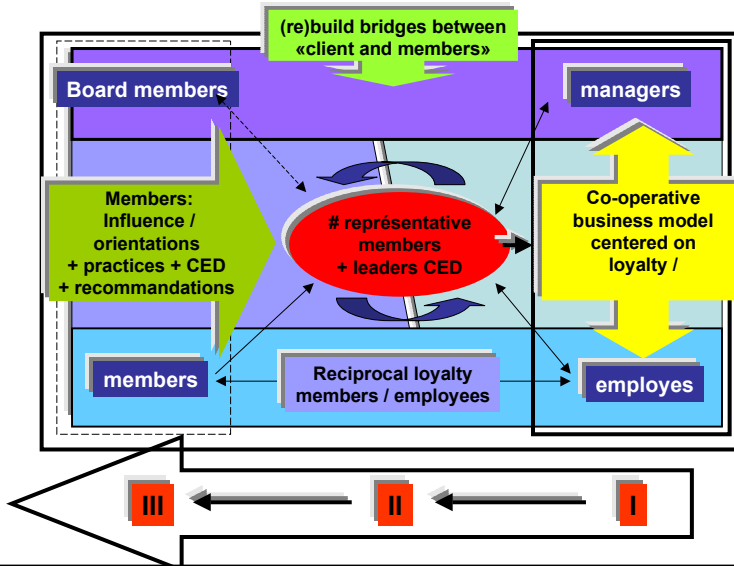 (re)build bridges between
«client and members»
Board members
managers
Members:
Influence /
orientations
+ practices + CED
+ recommandations
# représentative
members
+ leaders CED
Co-operative
business model
centered on
loyalty /
members
Reciprocal loyalty
members / employees
employes
III
II
I